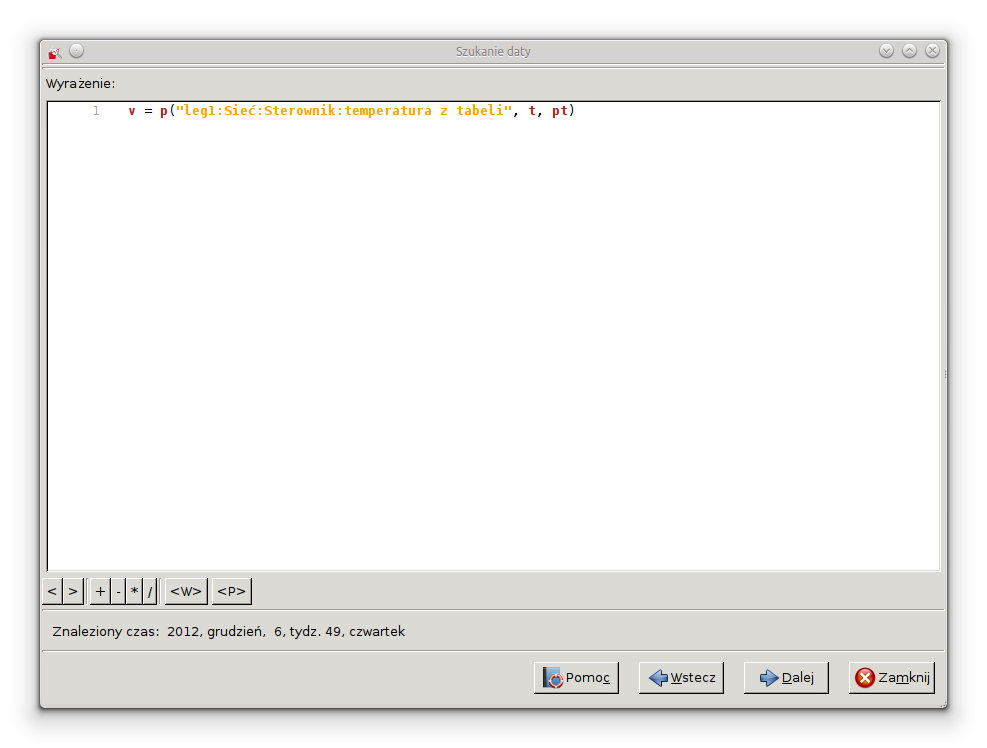 Szukanie daty
Wyrażenie:
1 v = p("leg1:Sieć:Sterownik:temperatura z tabeli", t, pt)
< > + - * / <W> <P>
Znaleziony czas: 2012, grudzień, 6, tydz. 49, czwartek
Pomoc Wstecz Dalej Zamknij